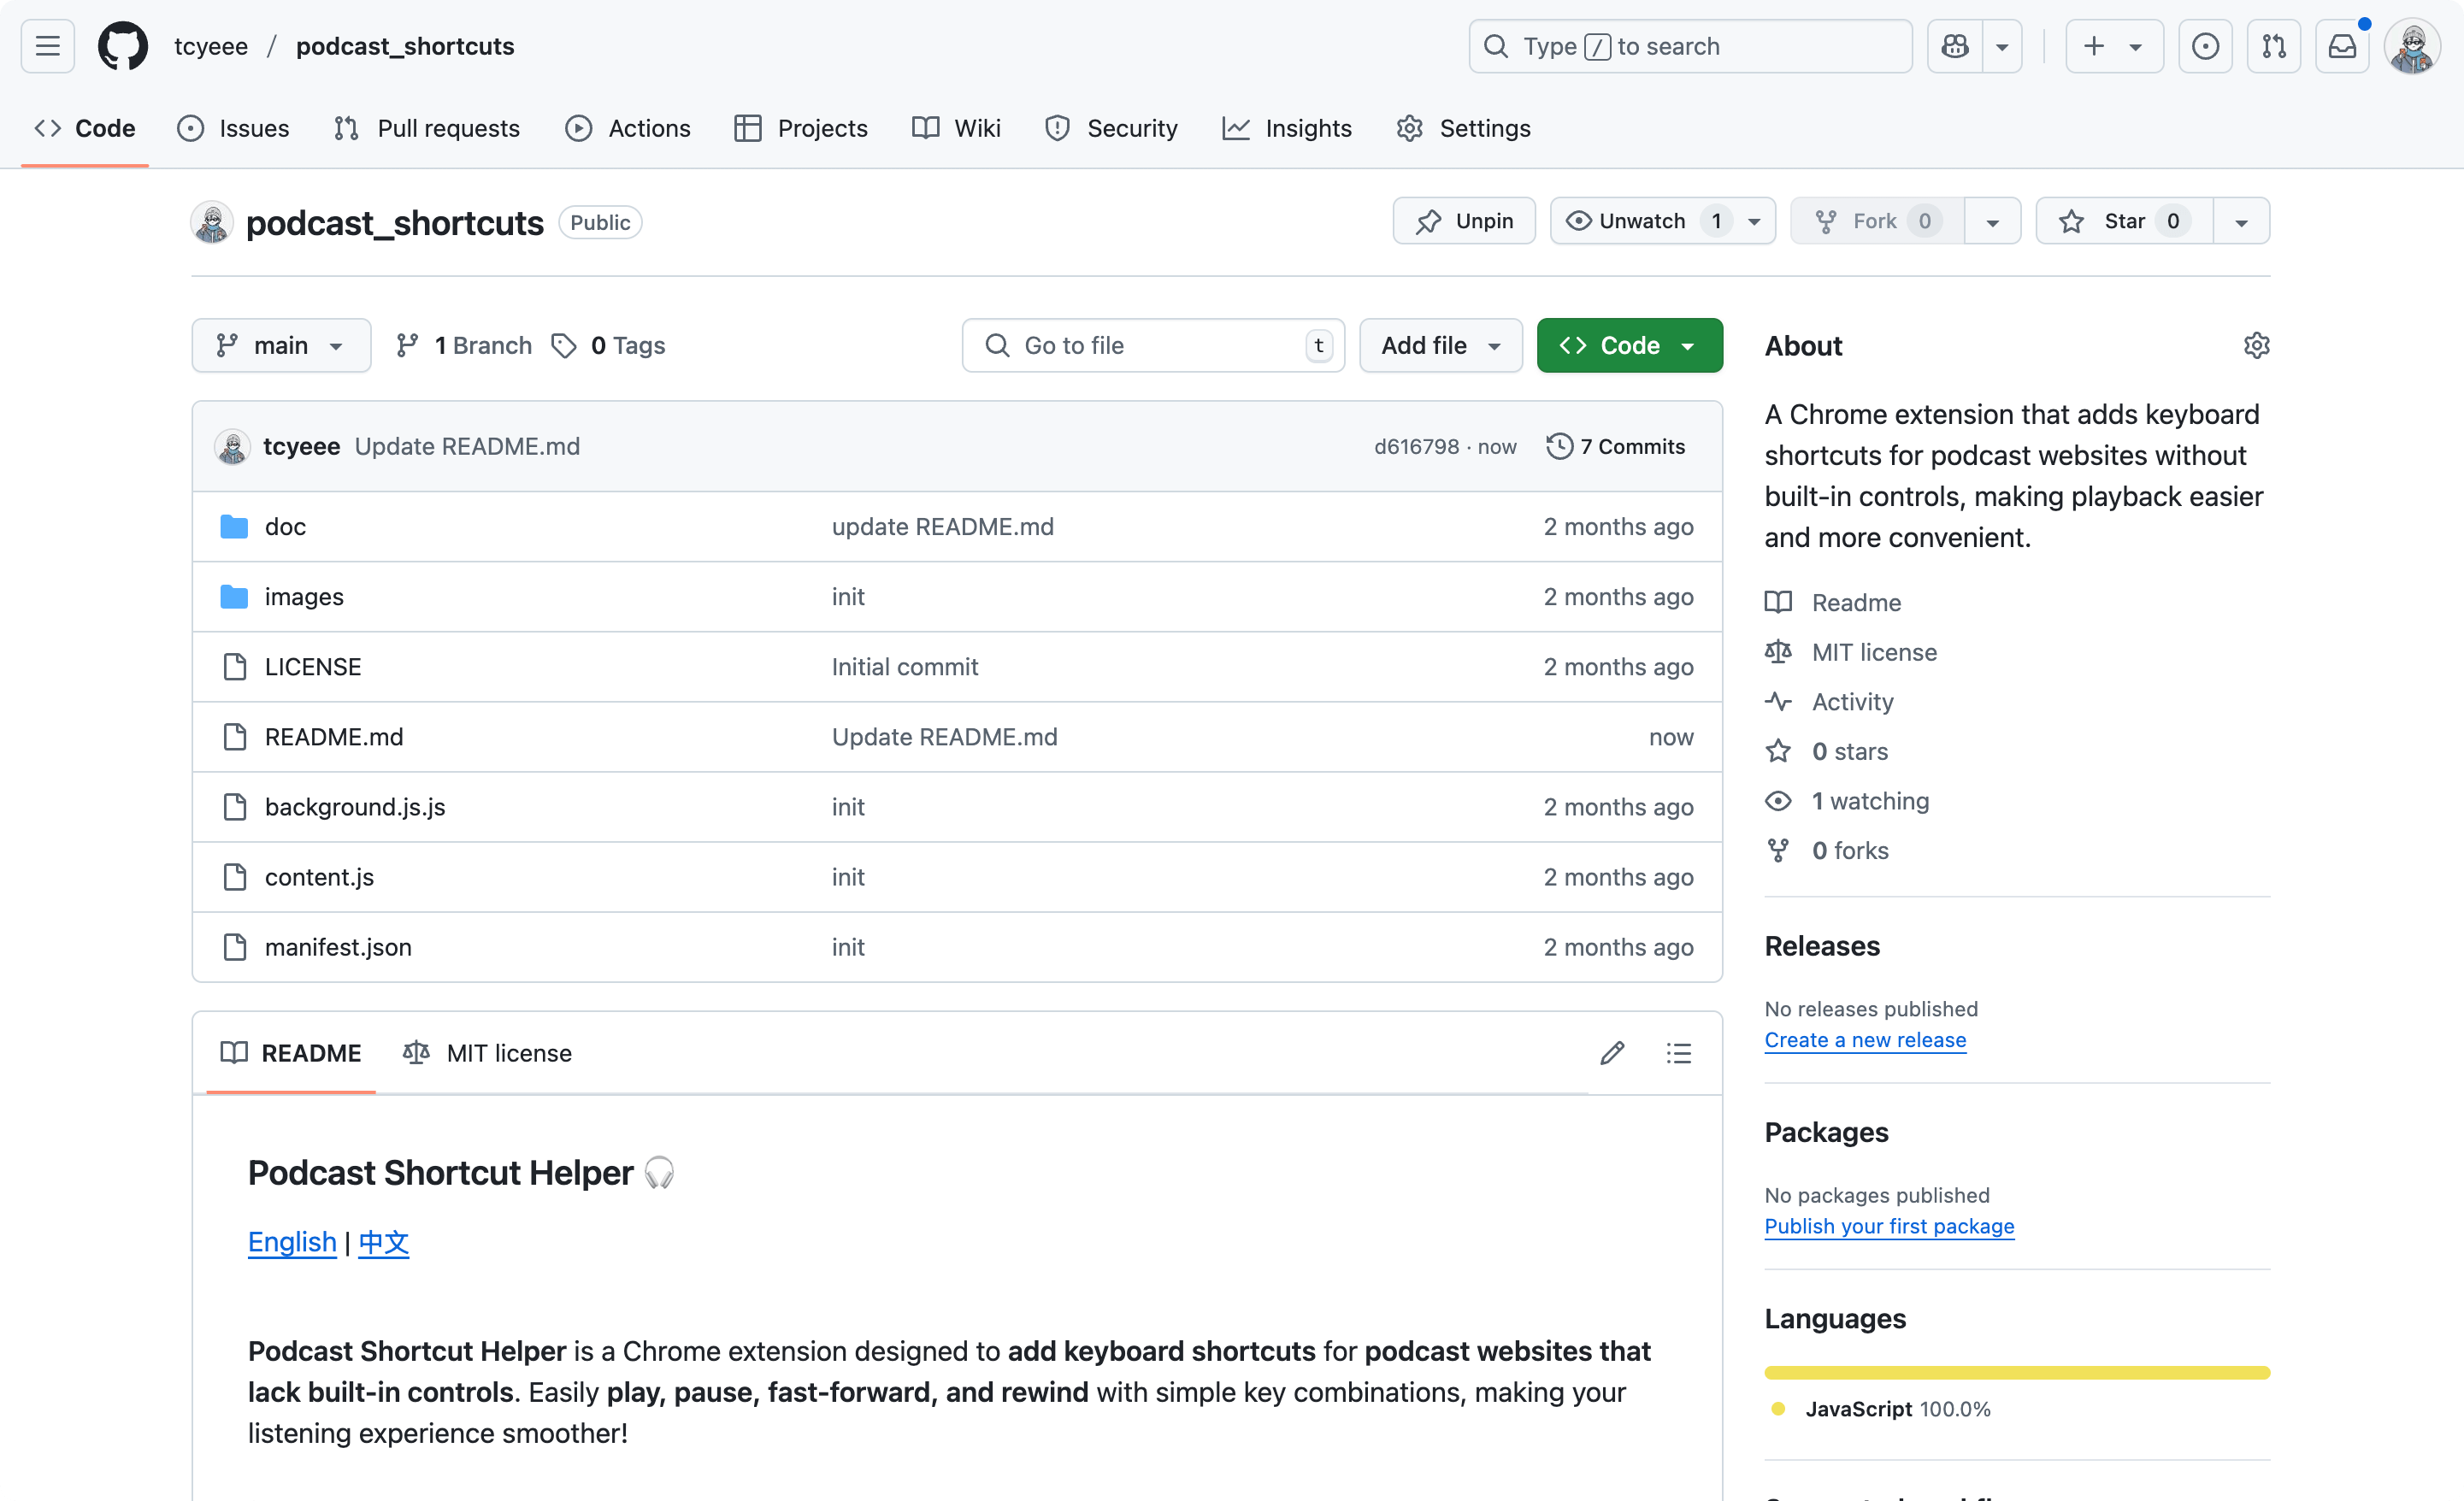 tcyeee / podcast_shortcuts
Type / to search
Code
Issues
Pull requests
Actions
Projects
Wiki
Security
Insights
Settings
podcast_shortcuts
Public
Unpin
Unwatch 1
Fork 0
Star 0
main
1 Branch
0 Tags
Go to file
t
Add file
Code
tcyeee Update README.md
d616798 · now
7 Commits
doc
update README.md
2 months ago
images
init
2 months ago
LICENSE
Initial commit
2 months ago
README.md
Update README.md
now
background.js.js
init
2 months ago
content.js
init
2 months ago
manifest.json
init
2 months ago
README
MIT license
Podcast Shortcut Helper 🎧
English | 中文
Podcast Shortcut Helper is a Chrome extension designed to add keyboard shortcuts for podcast websites that
lack built-in controls. Easily play, pause, fast-forward, and rewind with simple key combinations, making your
listening experience smoother!
About
A Chrome extension that adds keyboard
shortcuts for podcast websites without
built-in controls, making playback easier
and more convenient.
Readme
MIT license
Activity
0 stars
1 watching
0 forks
Releases
No releases published
Create a new release
Packages
No packages published
Publish your first package
Languages
JavaScript 100.0%